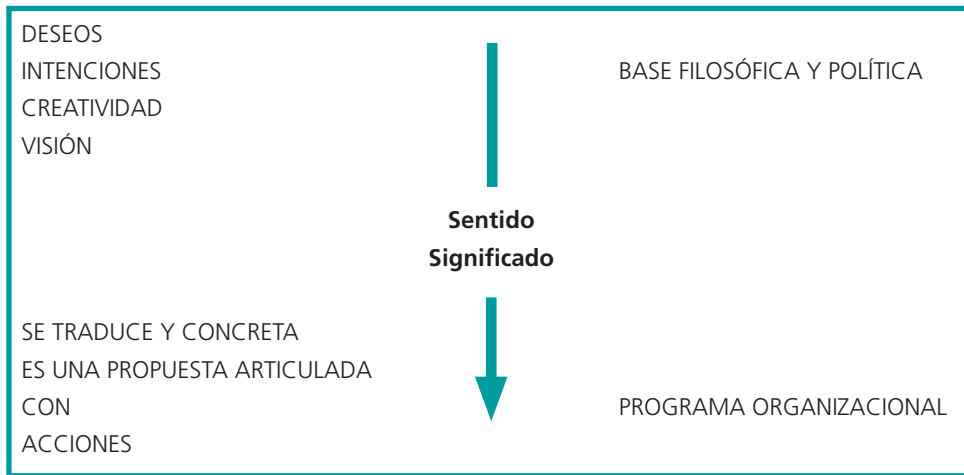 DESEOS
INTENCIONES
BASE FILOSÓFICA Y POLÍTICA
CREATIVIDAD
VISIÓN
Sentido
Significado
SE TRADUCE Y CONCRETA
ES UNA PROPUESTA ARTICULADA
CON
PROGRAMA ORGANIZACIONAL
ACCIONES